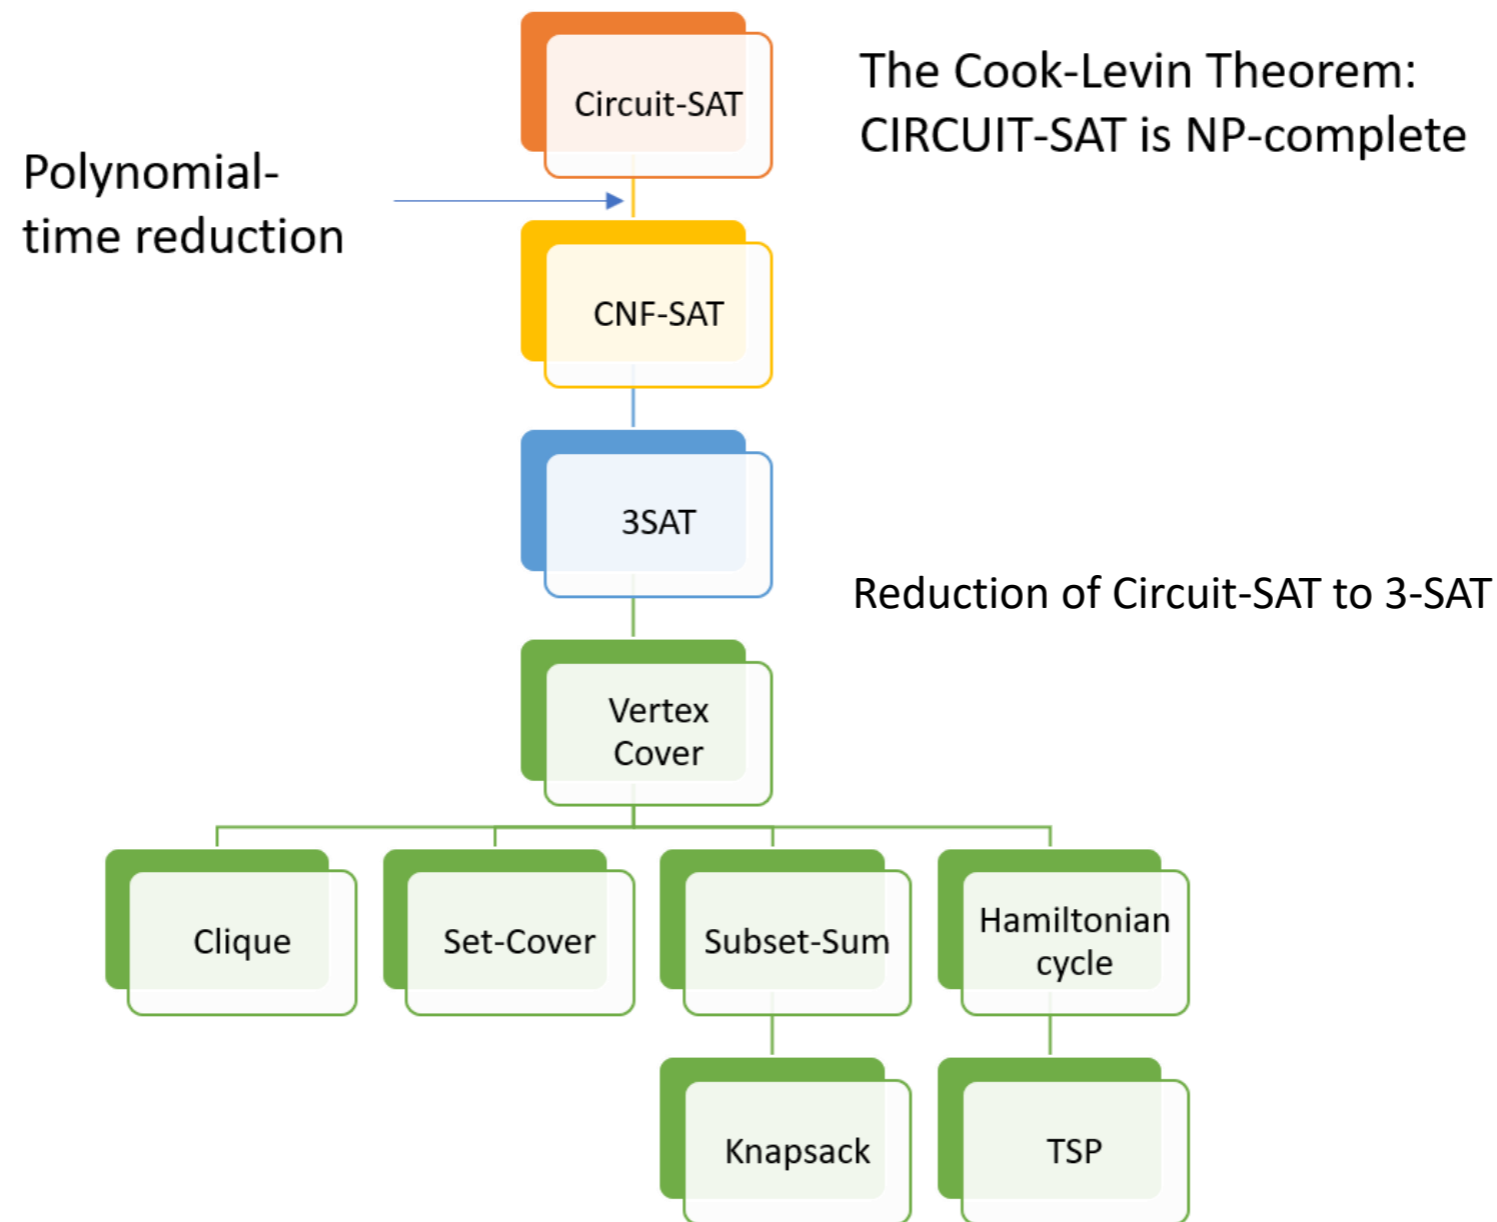 Circuit-SAT
The Cook-Levin Theorem:
CIRCUIT-SAT is NP-complete
Polynomial-
time reduction
CNF-SAT
3SAT
Reduction of Circuit-SAT to 3-SAT
Vertex
Cover
Clique
Set-Cover
Subset-Sum
Hamiltonian
cycle
Knapsack
TSP